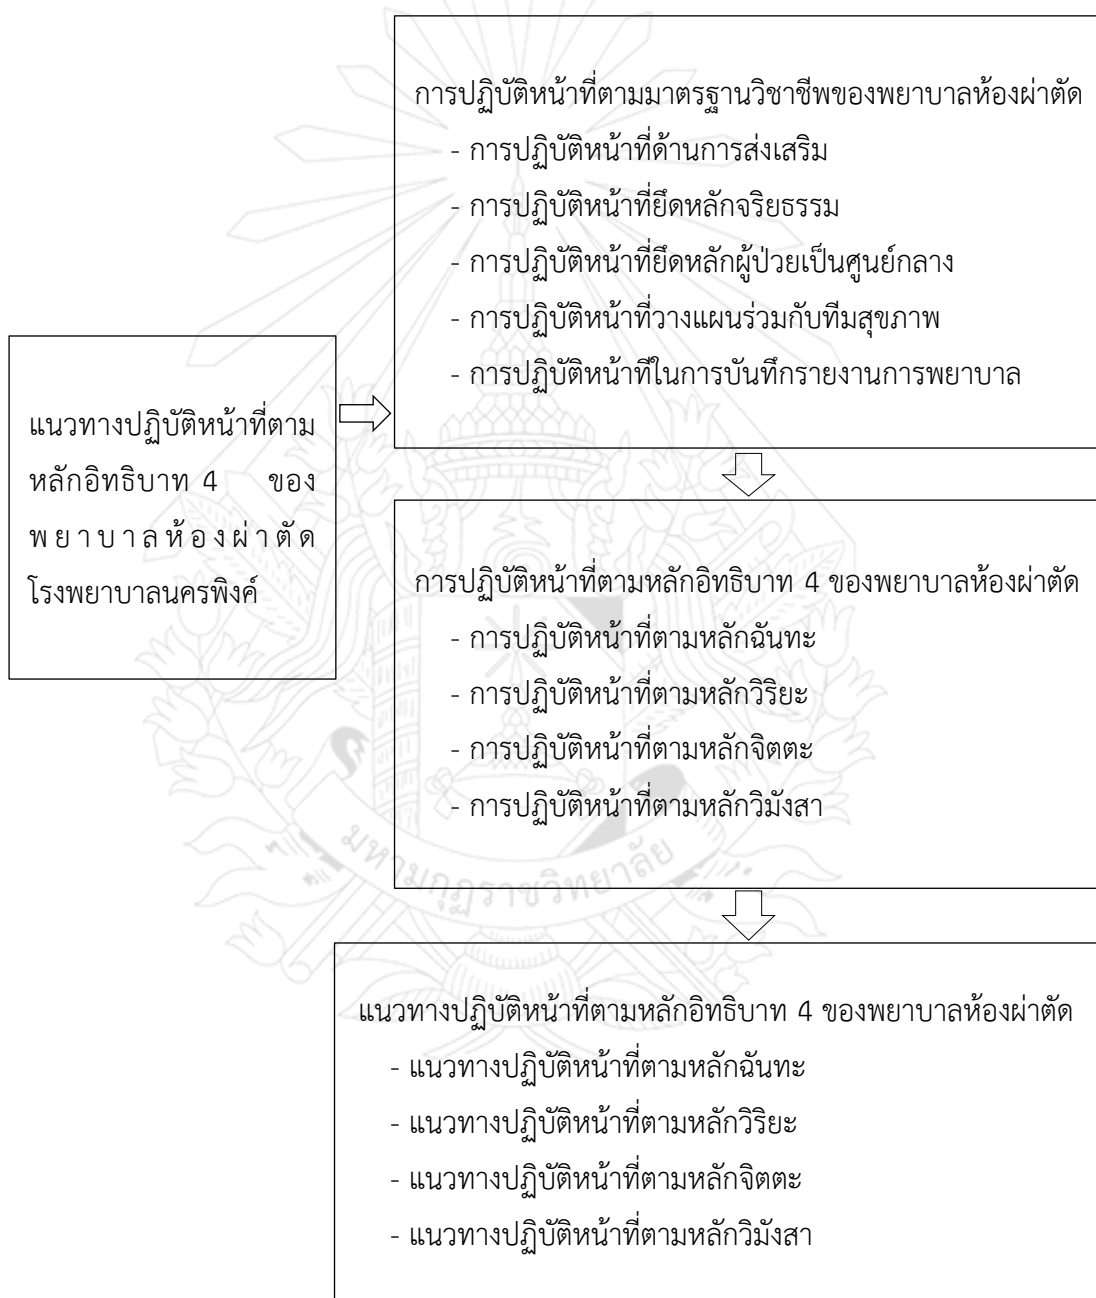 การปฏิบัติหน้าที่ตามมาตรฐานวิชาชีพของพยาบาลห้องผ่าตัด
- การปฏิบัติหน้าที่ด้านการส่งเสริม
- การปฏิบัติหน้าที่ยึดหลักจริยธรรม
- การปฏิบัติหน้าที่ยึดหลักผู้ป่วยเป็นศูนย์กลาง
- การปฏิบัติหน้าที่วางแผนร่วมกับทีมสุขภาพ
- การปฏิบัติหน้าทีในการบันทึกรายงานการพยาบาล
แนวทางปฏิบัติหน้าที่ตาม
หลักอิทธิบาท 4 ของ
พยาบาลห้องผ่าตัด
โรงพยาบาลนครพิงค์
การปฏิบัติหน้าที่ตามหลักอิทธิบาท 4 ของพยาบาลห้องผ่าตัด
- การปฏิบัติหน้าที่ตามหลักฉันทะ
- การปฏิบัติหน้าที่ตามหลักวิริยะ
- การปฏิบัติหน้าที่ตามหลักจิตตะ
- การปฏิบัติหน้าที่ตามหลักวิมังสา
มหามกุฏราชวิทยาลัย
แนวทางปฏิบัติหน้าที่ตามหลักอิทธิบาท 4 ของพยาบาลห้องผ่าตัด
- แนวทางปฏิบัติหน้าที่ตามหลักฉันทะ
- แนวทางปฏิบัติหน้าที่ตามหลักวิริยะ
- แนวทางปฏิบัติหน้าที่ตามหลักจิตตะ
- แนวทางปฏิบัติหน้าที่ตามหลักวิมังสา